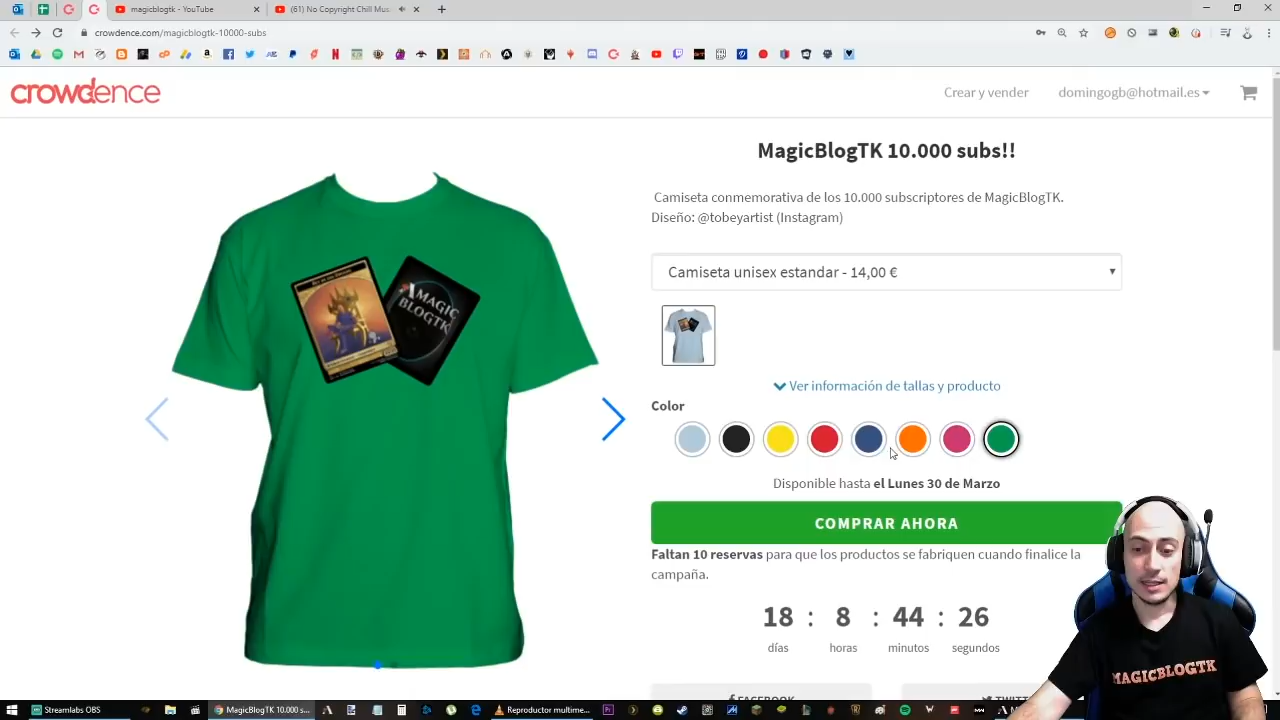 magicblogtk - YouTube
(61) No Copyright Chill Mus
crowdence.com/magicblogtk-10000-subs
crowdence
Crear y vender
domingogb@hotmail.es
MagicBlogTK 10.000 subs!!
Camiseta conmemorativa de los 10.000 subscriptores de MagicBlogTK.
Diseño: @tobeyartist (Instagram)
Camiseta unisex estandar - 14,00 €
MAGIC
BLOGTK
Ver información de tallas y producto
Color
Disponible hasta el Lunes 30 de Marzo
COMPRAR AHORA
Faltan 10 reservas para que los productos se fabriquen cuando finalice la
campaña.
18 : 8 : 44 : 26
días horas minutos segundos
FACEBOOK
MAGICBLOGTK
Streamlabs OBS
MagicBlogTK 10.000 s...
Reproductor multime...